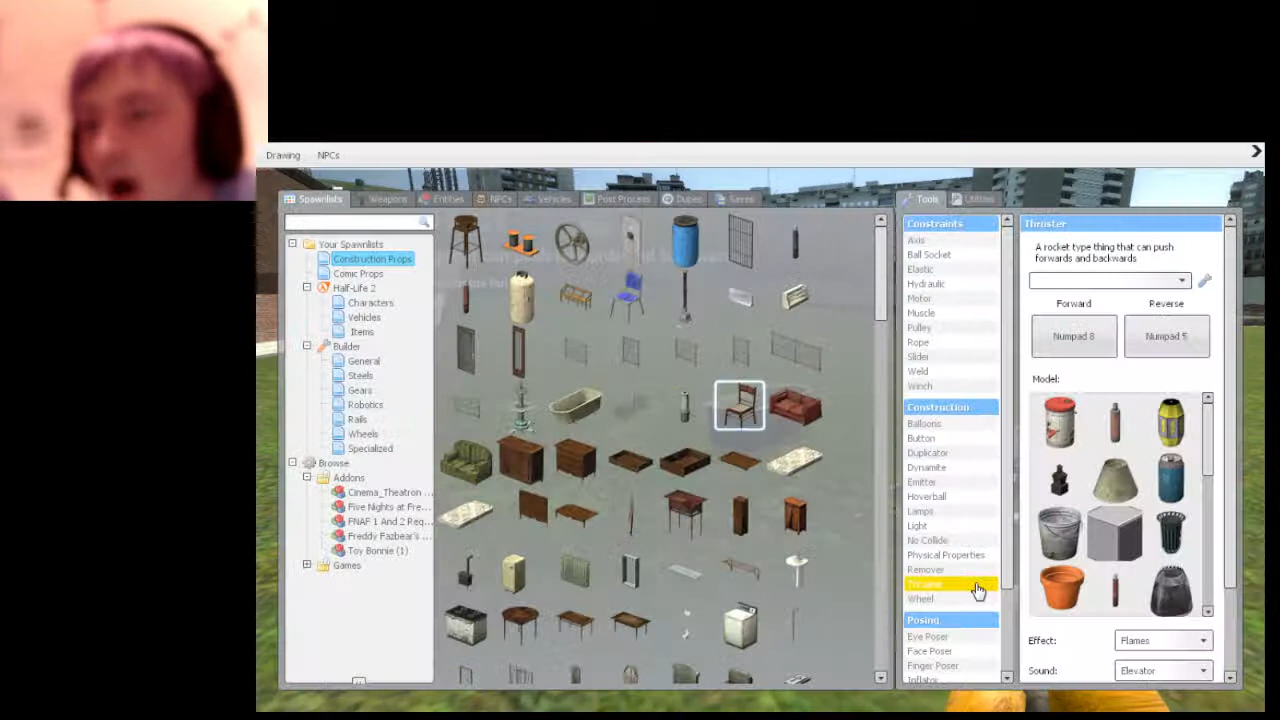 Drawing NPCs
Spawnlists Weapons Entities NPCs Vehicles Post Process Dupes Saves Tools Utilities
Your Spawnlists
Construction Props
Comic Props
Half-Life 2
Characters
Vehicles
Items
Builder
General
Steels
Gears
Robotics
Rails
Wheels
Specialized
Browse
Addons
Cinema_Theatron ...
Five Nights at Fre...
FNAF 1 And 2 Req...
Freddy Fazbear's ...
Toy Bonnie (1)
Games
Constraints
Axis
Ball Socket
Elastic
Hydraulic
Motor
Muscle
Pulley
Rope
Slider
Weld
Winch
Construction
Balloons
Button
Duplicator
Dynamite
Emitter
Hoverball
Lamps
Light
No Collide
Physical Properties
Remover
Thruster
Wheel
Posing
Eye Poser
Face Poser
Finger Poser
Inflator
Thruster
A rocket type thing that can push
forwards and backwards
Forward Reverse
Numpad 8 Numpad 5
Model:
Effect: Flames
Sound: Elevator